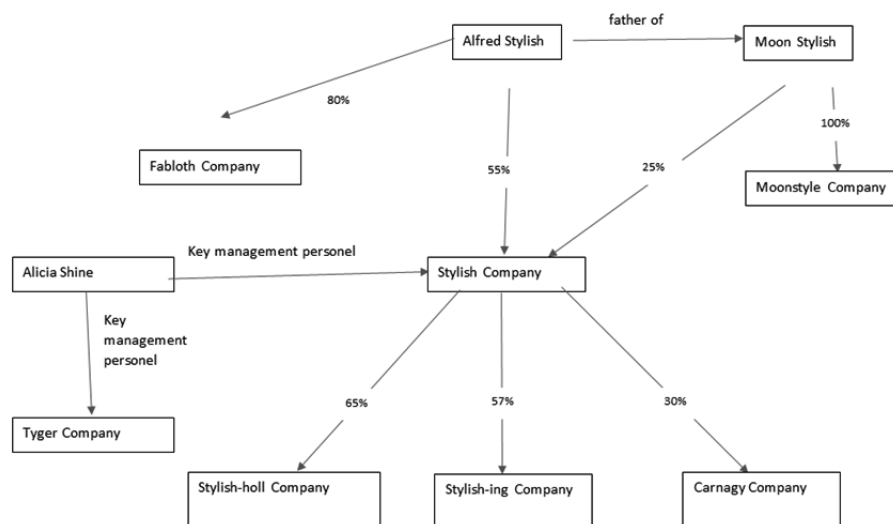 father of
Alfred Stylish
Moon Stylish
80%
100%
Fabloth Company
55%
25%
Moonstyle Company
Key management personel
Alicia Shine
Stylish Company
Key
management
personel
65%
57%
30%
Tyger Company
Stylish-holl Company
Stylish-ing Company
Carnagy Company